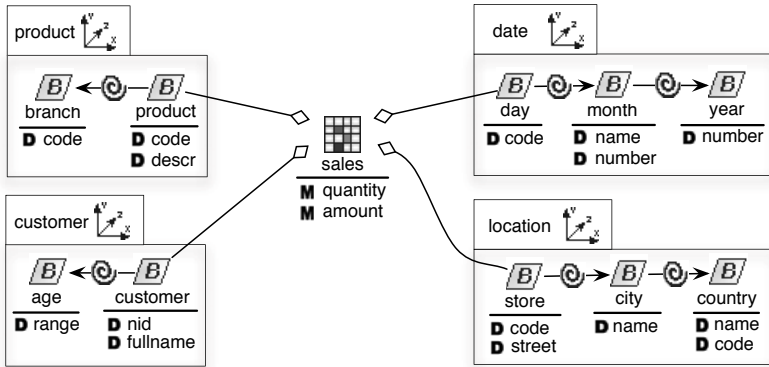 product
B
B
branch
product
D code
D code
D descr
customer
B
B
age
customer
D range
D nid
D fullname
sales
M quantity
M amount
date
B
B
B
day
month
year
D code
D name
D number
D number
location
B
B
B
store
city
country
D code
D street
D name
D name
D code